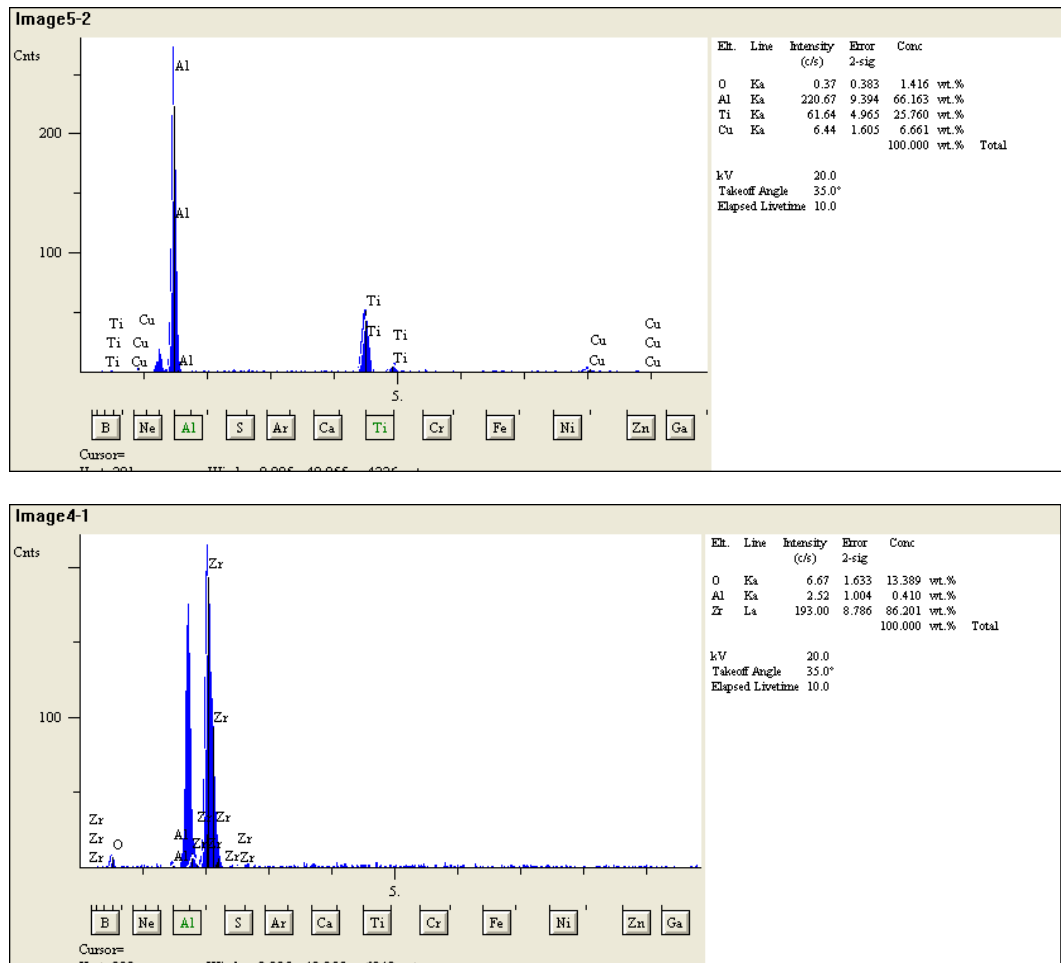 Image5-2
Cnts
200
100
Al
Al
Al
Ti
Ti
Ti
Cu
Cu
Cu
Ti
Ti
Ti
Ti
Cu
Cu
Cu
Cu
Cu
5.
B Ne Al S Ar Ca Ti Cr Fe Ni Zn Ga
Cursor=
Elt. Line Intensity Error Conc
(c/s) 2-sig
O Ka 0.37 0.383 1.416 wt.%
Al Ka 220.67 9.394 66.163 wt.%
Ti Ka 61.64 4.965 25.760 wt.%
Cu Ka 6.44 1.605 6.661 wt.%
100.000 wt.% Total
kV 20.0
Takeoff Angle 35.0°
Elapsed Livetime 10.0
Image4-1
Cnts
100
Zr
Zr
Zr
Zr
Zr
O
Zr
Zr
Zr
Zr
Zr
Zr
5.
B Ne Al S Ar Ca Ti Cr Fe Ni Zn Ga
Cursor=
Elt. Line Intensity Error Conc
(c/s) 2-sig
O Ka 6.67 1.633 13.389 wt.%
Al Ka 2.52 1.004 0.410 wt.%
Zr La 193.00 8.786 86.201 wt.%
100.000 wt.% Total
kV 20.0
Takeoff Angle 35.0°
Elapsed Livetime 10.0